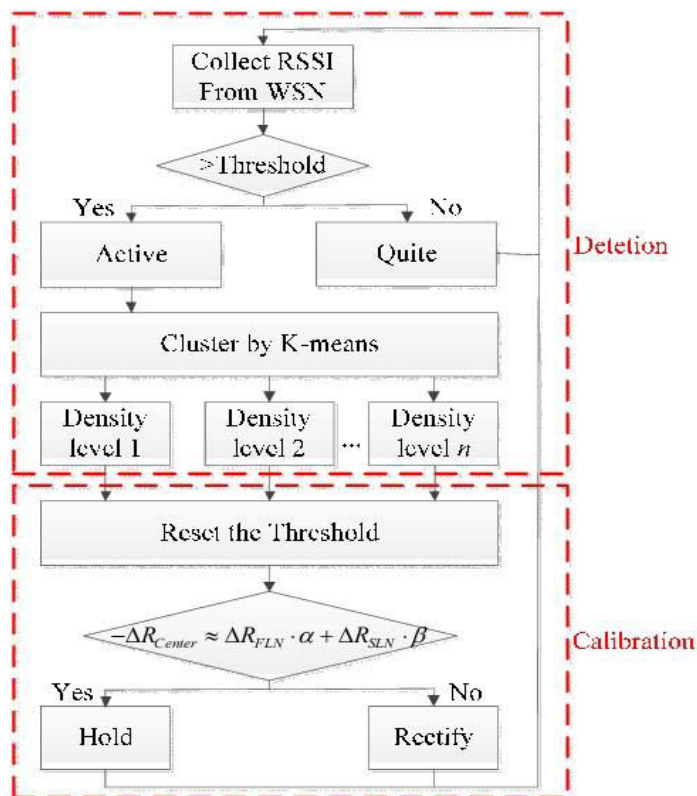 Collect RSSI
From WSN
>Threshold
Yes
No
Active
Quite
Detetion
Cluster by K-means
Density
level 1
Density
level 2
...
Density
level n
Reset the Threshold
−ΔR_Center ≈ ΔR_FLN · α + ΔR_SLN · β
Calibration
Yes
No
Hold
Rectify